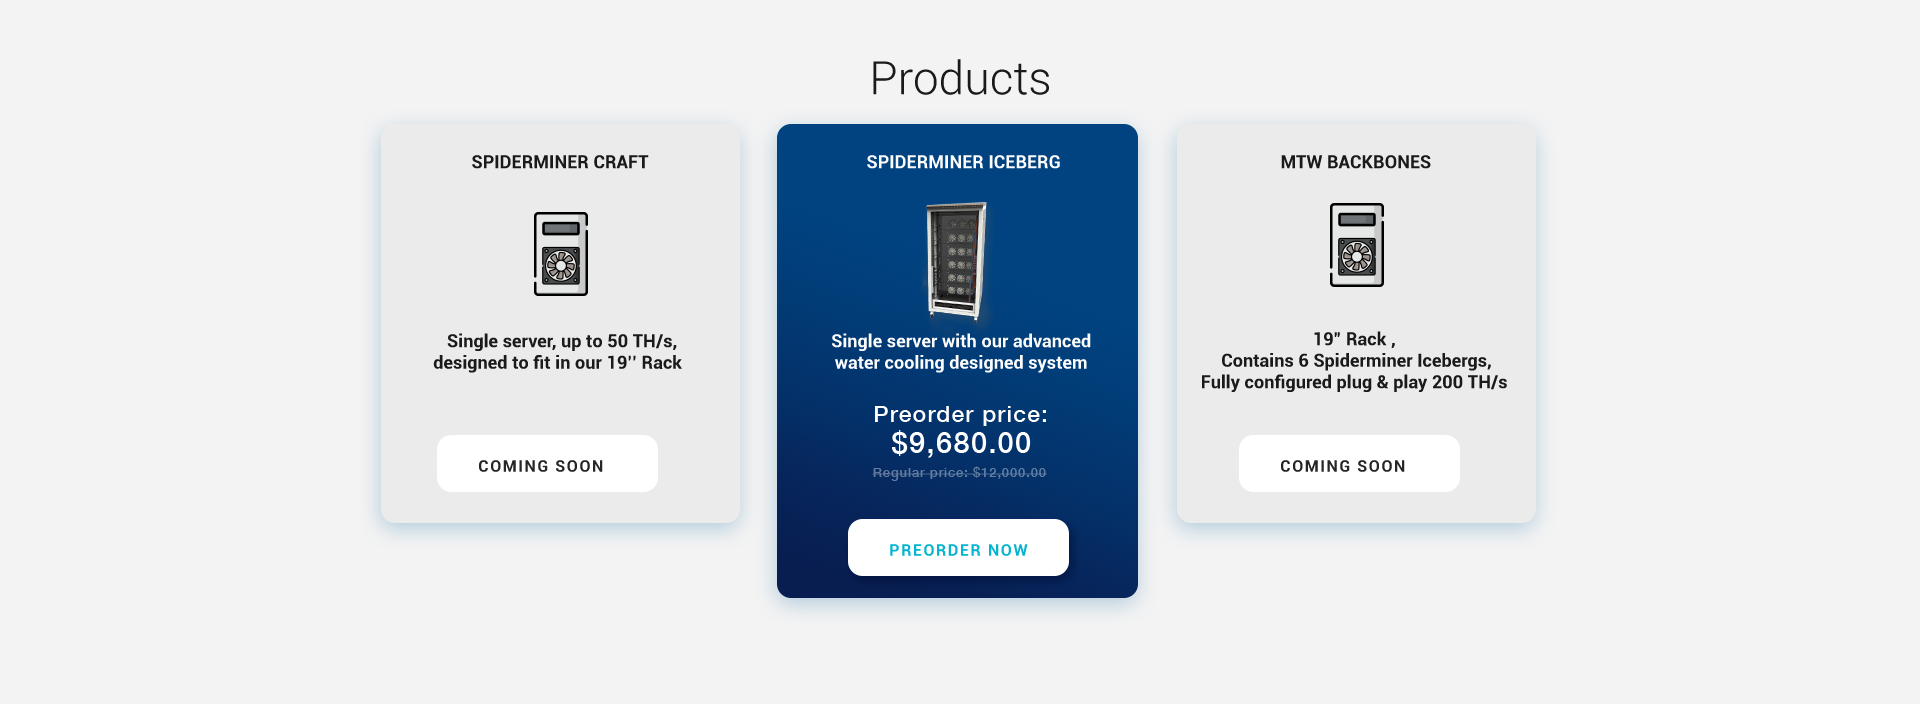 Products
SPIDERMINER CRAFT
Single server, up to 50 TH/s,
designed to fit in our 19’’ Rack
COMING SOON
SPIDERMINER ICEBERG
Single server with our advanced
water cooling designed system
Preorder price:
$9,680.00
Regular price: $12,000.00
PREORDER NOW
MTW BACKBONES
19” Rack ,
Contains 6 Spiderminer Icebergs,
Fully configured plug & play 200 TH/s
COMING SOON